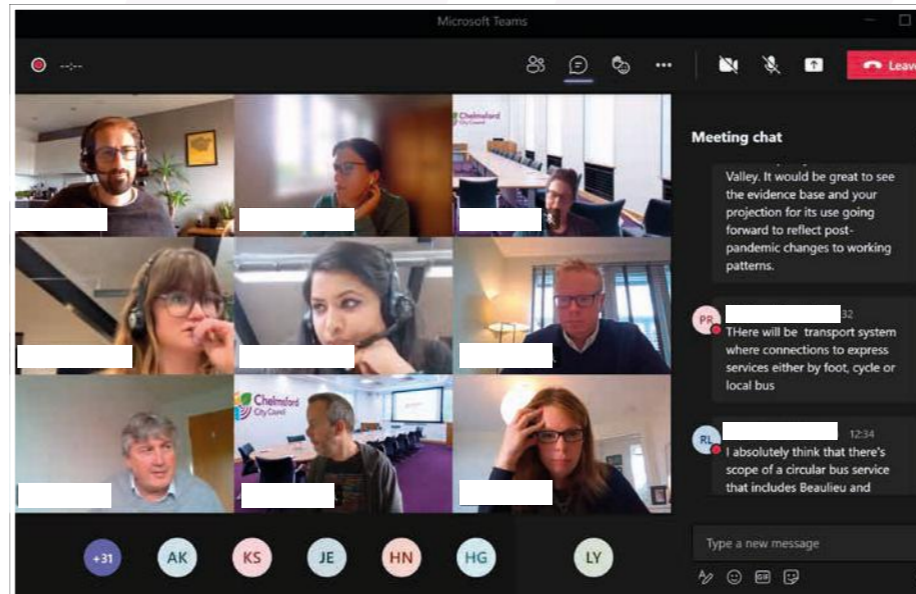 Microsoft Teams
--:--
Leave
Chelmsford
City Council
Meeting chat
Valley. It would be great to see
the evidence base and your
projection for its use going
forward to reflect post-
pandemic changes to working
patterns.
PR
32
THere will be transport system
where connections to express
services either by foot, cycle or
local bus
Chelmsford
City Council
RL
12:34
I absolutely think that there's
scope of a circular bus service
that includes Beaulieu and
+31
AK
KS
JE
HN
HG
LY
Type a new message
GIF